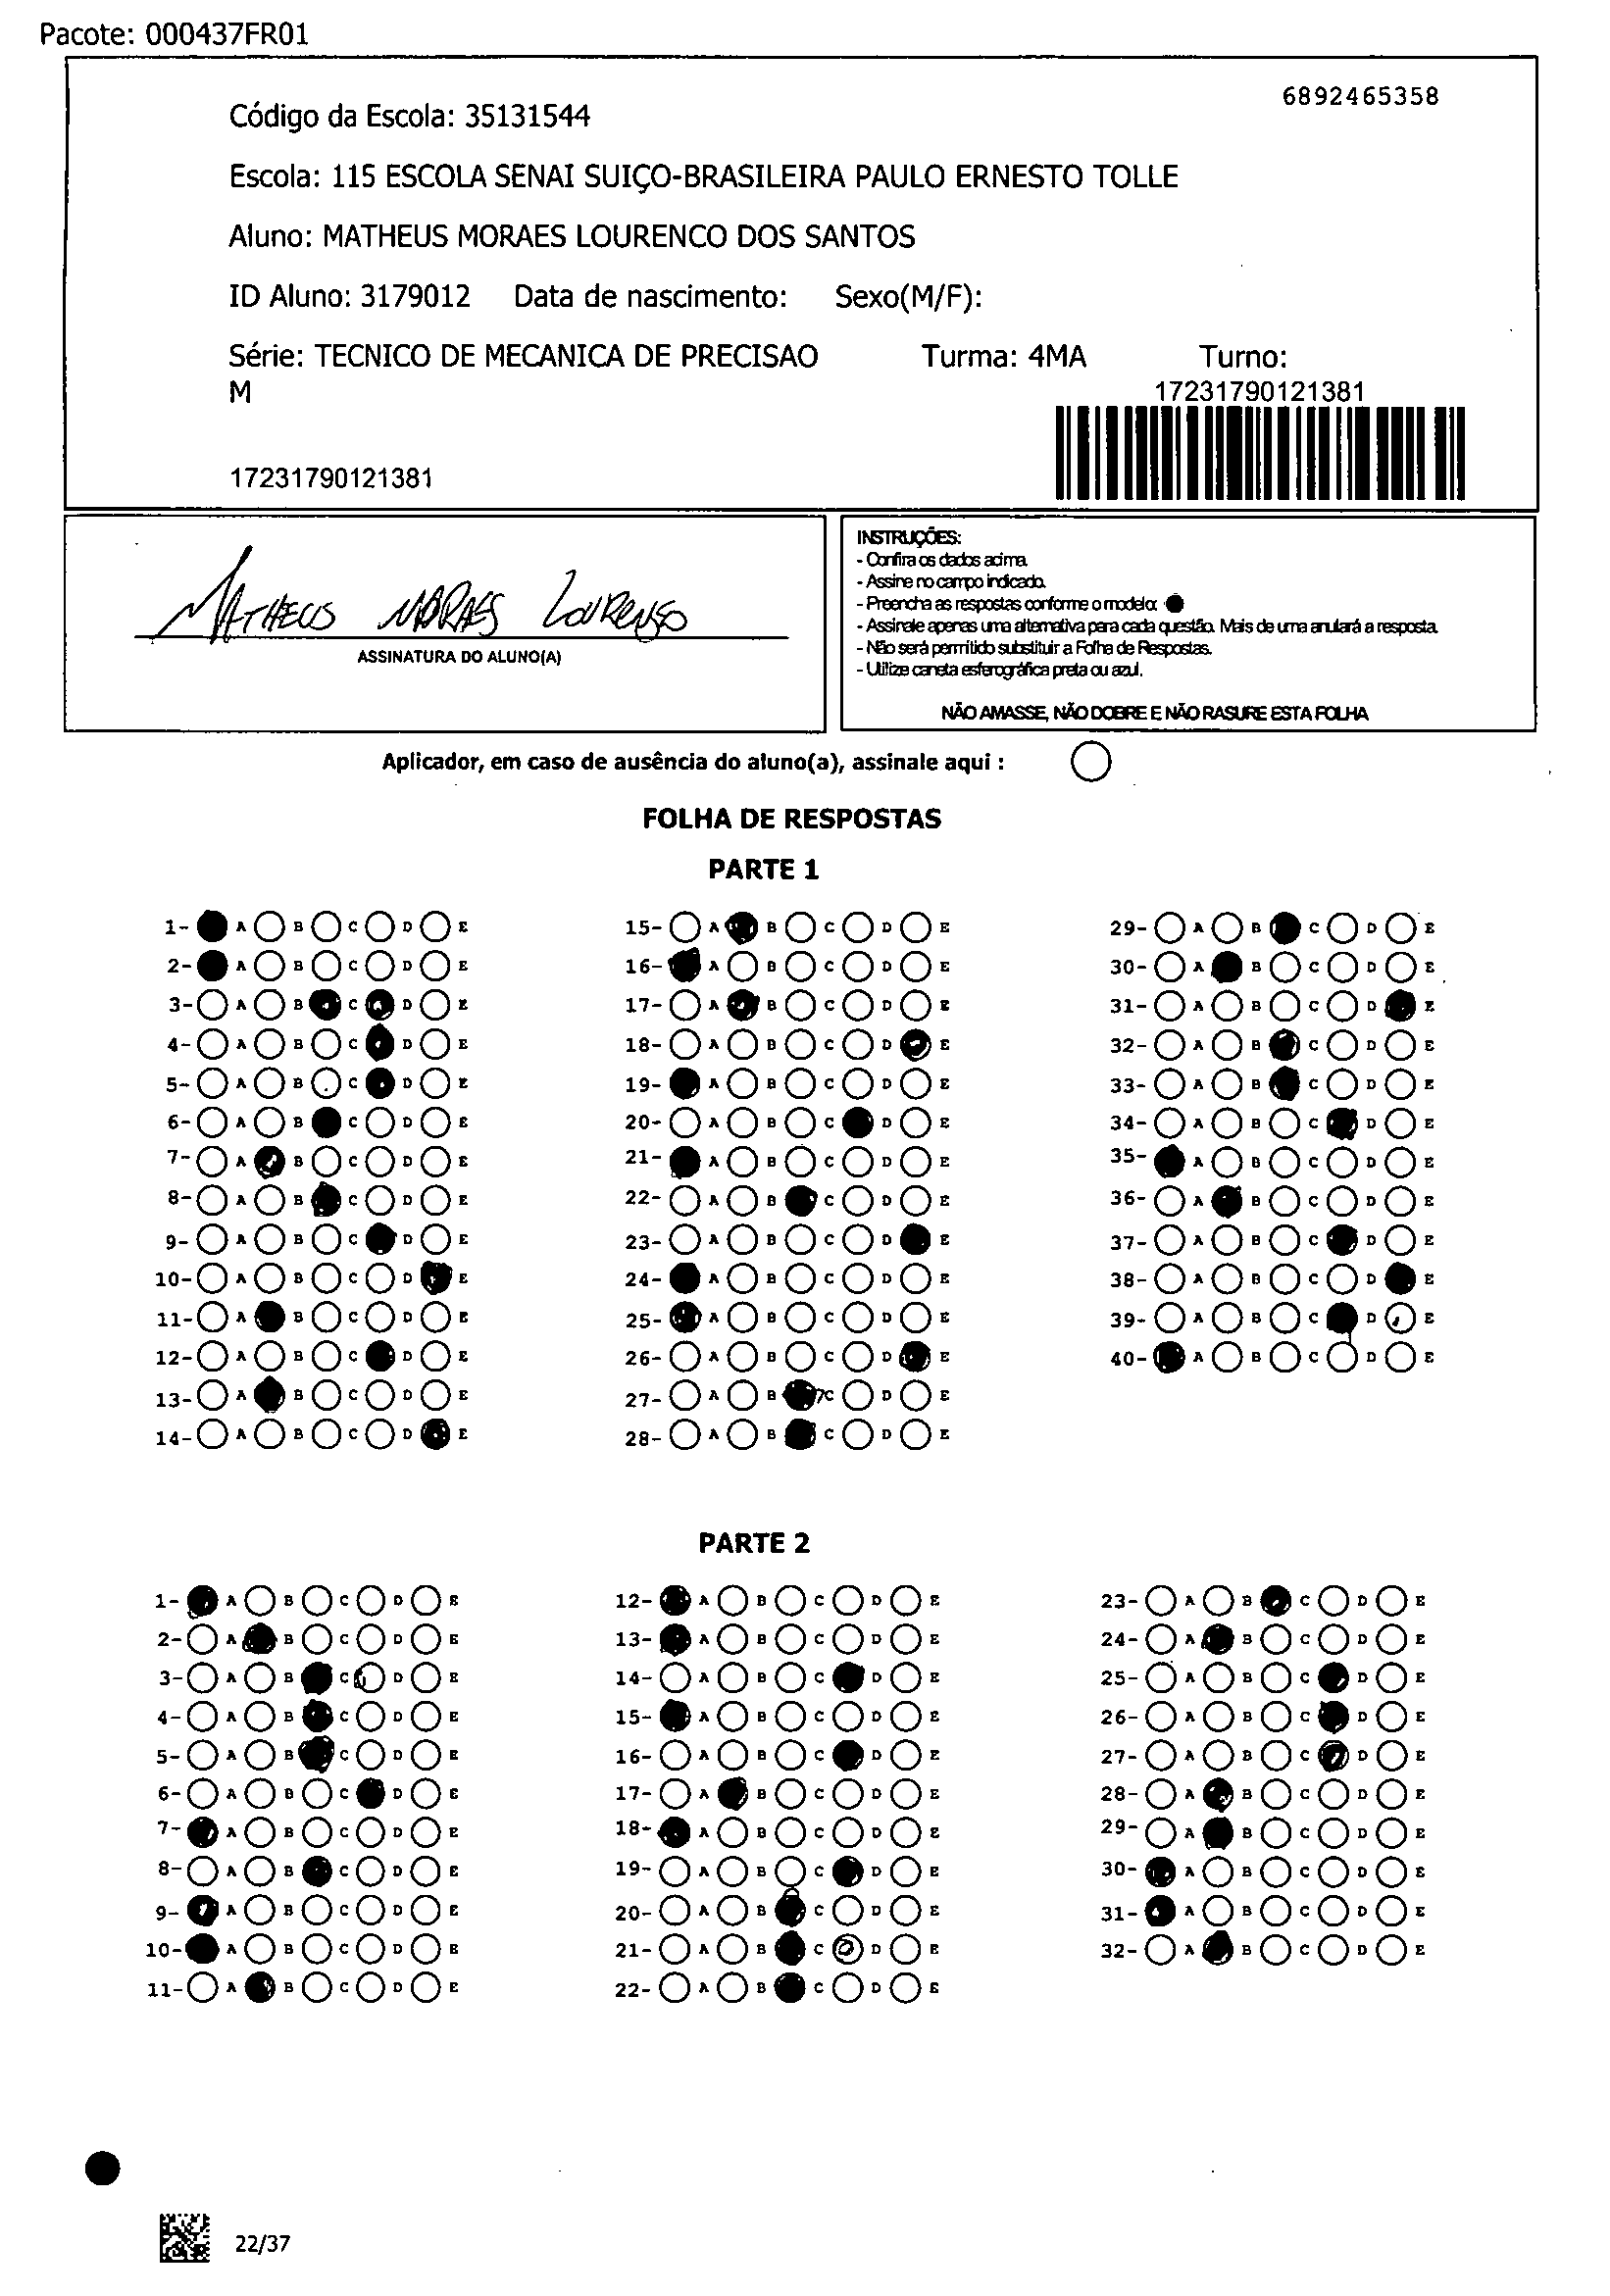 Pacote: 000437FR01
6892465358
Código da Escola: 35131544
Escola: 115 ESCOLA SENAI SUIÇO-BRASILEIRA PAULO ERNESTO TOLLE
Aluno: MATHEUS MORAES LOURENCO DOS SANTOS
ID Aluno: 3179012 Data de nascimento: Sexo(M/F):
Série: TECNICO DE MECANICA DE PRECISAO Turma: 4MA Turno:
M
17231790121381
17231790121381
MATHEUS MORAES LOURENSO
ASSINATURA DO ALUNO(A)
INSTRUÇÕES:
- Confira os dados acima.
- Assine no campo indicado.
- Preencha as respostas conforme o modelo:
- Assinale apenas uma alternativa para cada questão. Mais de uma anulará a resposta.
- Não será permitido substituir a Folha de Respostas.
- Utilize caneta esferográfica preta ou azul.
NÃO AMASSE, NÃO DOBRE E NÃO RASURE ESTA FOLHA
Aplicador, em caso de ausência do aluno(a), assinale aqui :
FOLHA DE RESPOSTAS
PARTE 1
1- A B C D E
2- A B C D E
3- A B C D E
4- A B C D E
5- A B C D E
6- A B C D E
7- A B C D E
8- A B C D E
9- A B C D E
10- A B C D E
11- A B C D E
12- A B C D E
13- A B C D E
14- A B C D E
15- A B C D E
16- A B C D E
17- A B C D E
18- A B C D E
19- A B C D E
20- A B C D E
21- A B C D E
22- A B C D E
23- A B C D E
24- A B C D E
25- A B C D E
26- A B C D E
27- A B C D E
28- A B C D E
29- A B C D E
30- A B C D E
31- A B C D E
32- A B C D E
33- A B C D E
34- A B C D E
35- A B C D E
36- A B C D E
37- A B C D E
38- A B C D E
39- A B C D E
40- A B C D E
PARTE 2
1- A B C D E
2- A B C D E
3- A B C D E
4- A B C D E
5- A B C D E
6- A B C D E
7- A B C D E
8- A B C D E
9- A B C D E
10- A B C D E
11- A B C D E
12- A B C D E
13- A B C D E
14- A B C D E
15- A B C D E
16- A B C D E
17- A B C D E
18- A B C D E
19- A B C D E
20- A B C D E
21- A B C D E
22- A B C D E
23- A B C D E
24- A B C D E
25- A B C D E
26- A B C D E
27- A B C D E
28- A B C D E
29- A B C D E
30- A B C D E
31- A B C D E
32- A B C D E
22/37